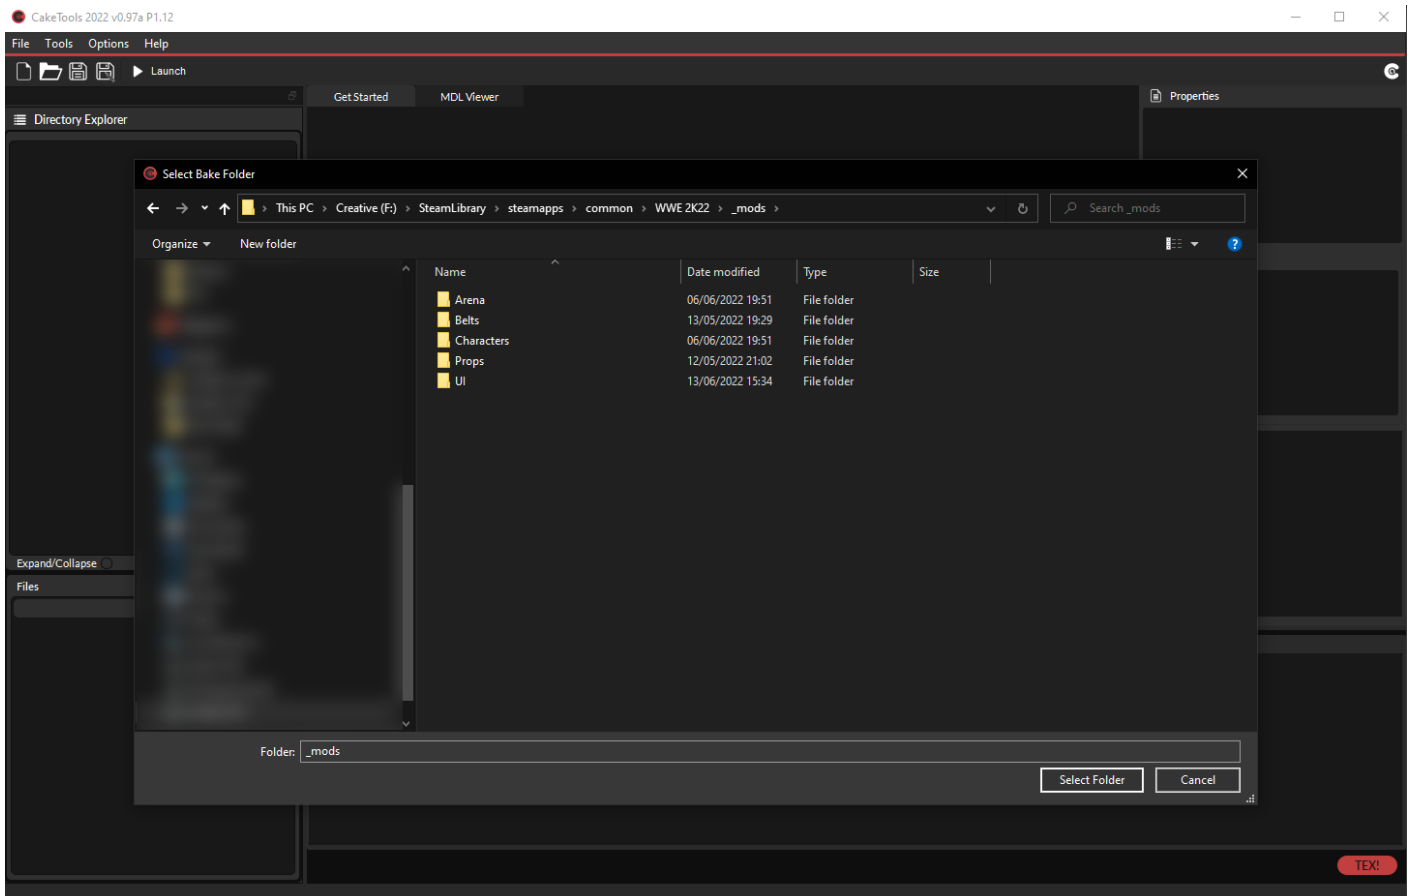 CakeTools 2022 v0.97a P1.12
File Tools Options Help
Launch
Get Started MDL Viewer
Properties
Directory Explorer
Select Bake Folder
This PC > Creative (F:) > SteamLibrary > steamapps > common > WWE 2K22 > _mods >
Search _mods
Organize New folder
Name Date modified Type Size
Arena 06/06/2022 19:51 File folder
Belts 13/05/2022 19:29 File folder
Characters 06/06/2022 19:51 File folder
Props 12/05/2022 21:02 File folder
UI 13/06/2022 15:34 File folder
Expand/Collapse
Files
Folder: _mods
Select Folder Cancel
TEX!